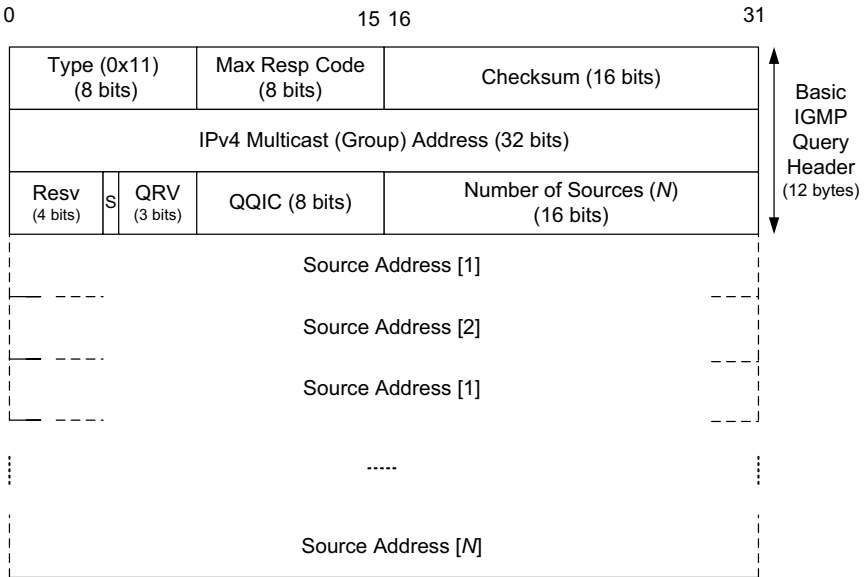 0 15 16 31
Type (0x11)
(8 bits)
Max Resp Code
(8 bits)
Checksum (16 bits)
IPv4 Multicast (Group) Address (32 bits)
Resv
(4 bits)
S
QRV
(3 bits)
QQIC (8 bits)
Number of Sources (N)
(16 bits)
Basic
IGMP
Query
Header
(12 bytes)
Source Address [1]
Source Address [2]
Source Address [1]
Source Address [N]